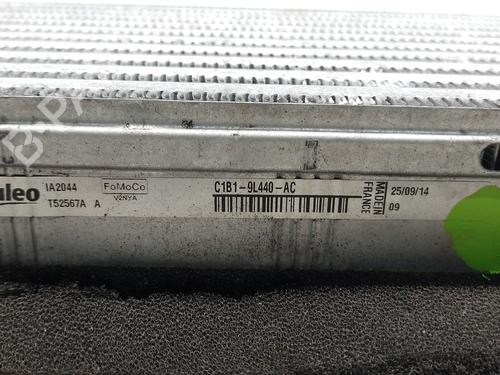 aleo
IA2044
T52567A A
FoMoCo
V2NYA
C1B1-9L440-AC
MADE IN
FRANCE
25/09/14
09